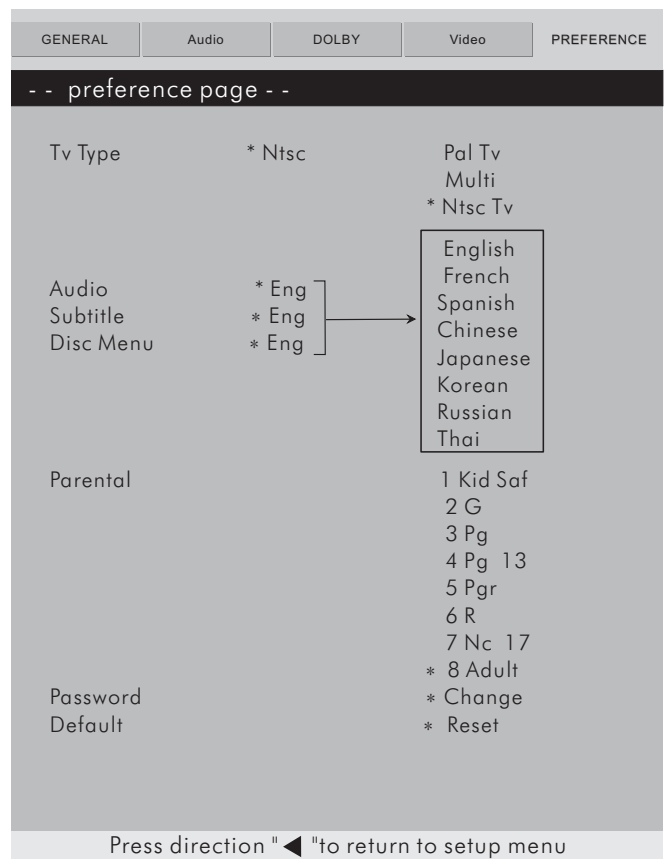 GENERAL Audio DOLBY Video PREFERENCE
- - preference page - -
Tv Type * Ntsc Pal Tv
Multi
* Ntsc Tv
English
French
Audio * Eng Spanish
Subtitle * Eng Chinese
Disc Menu * Eng Japanese
Korean
Russian
Thai
Parental 1 Kid Saf
2 G
3 Pg
4 Pg 13
5 Pgr
6 R
7 Nc 17
* 8 Adult
Password * Change
Default * Reset
Press direction "◀ "to return to setup menu